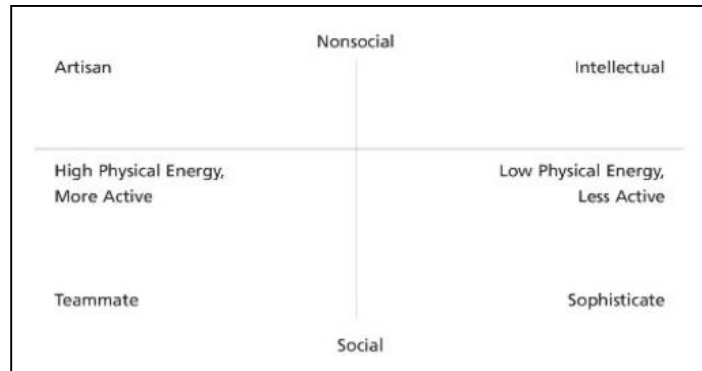 Nonsocial
Artisan
Intellectual
High Physical Energy,
More Active
Low Physical Energy,
Less Active
Teammate
Sophisticate
Social